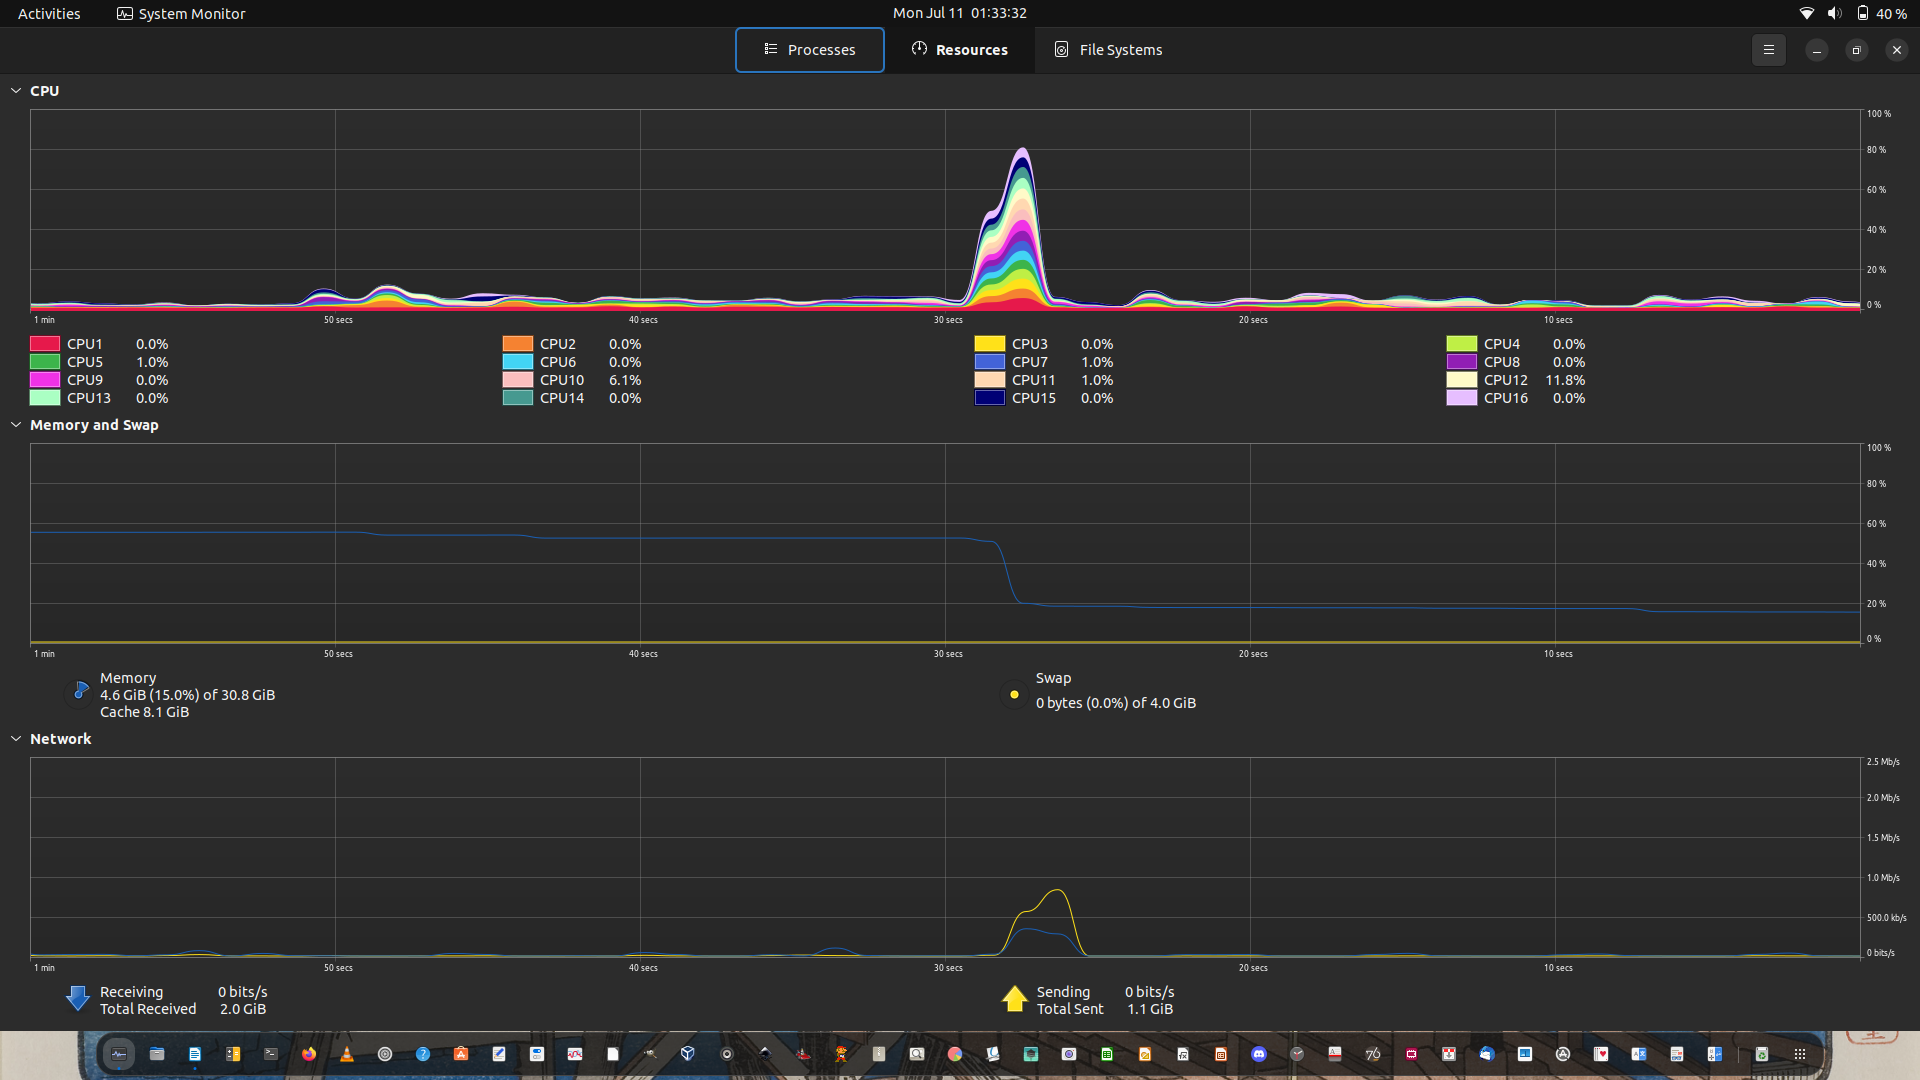 Activities System Monitor Mon Jul 11 01:33:32 40 %
Processes Resources File Systems
CPU
100 %
80 %
60 %
40 %
20 %
0 %
1 min 50 secs 40 secs 30 secs 20 secs 10 secs
CPU1 0.0% CPU2 0.0% CPU3 0.0% CPU4 0.0%
CPU5 1.0% CPU6 0.0% CPU7 1.0% CPU8 0.0%
CPU9 0.0% CPU10 6.1% CPU11 1.0% CPU12 11.8%
CPU13 0.0% CPU14 0.0% CPU15 0.0% CPU16 0.0%
Memory and Swap
100 %
80 %
60 %
40 %
20 %
0 %
1 min 50 secs 40 secs 30 secs 20 secs 10 secs
Memory
4.6 GiB (15.0%) of 30.8 GiB
Cache 8.1 GiB
Swap
0 bytes (0.0%) of 4.0 GiB
Network
2.5 Mb/s
2.0 Mb/s
1.5 Mb/s
1.0 Mb/s
500.0 kb/s
0 bits/s
1 min 50 secs 40 secs 30 secs 20 secs 10 secs
Receiving 0 bits/s Sending 0 bits/s
Total Received 2.0 GiB Total Sent 1.1 GiB